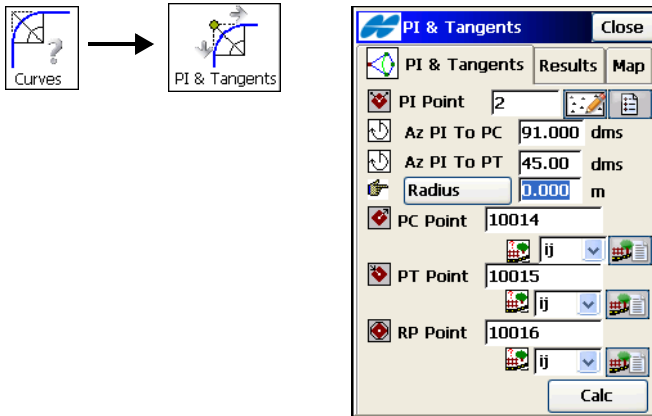 Curves
PI & Tangents
PI & Tangents Close
PI & Tangents Results Map
PI Point 2
Az PI To PC 91.000 dms
Az PI To PT 45.00 dms
Radius 0.000 m
PC Point 10014
ij
PT Point 10015
ij
RP Point 10016
ij
Calc